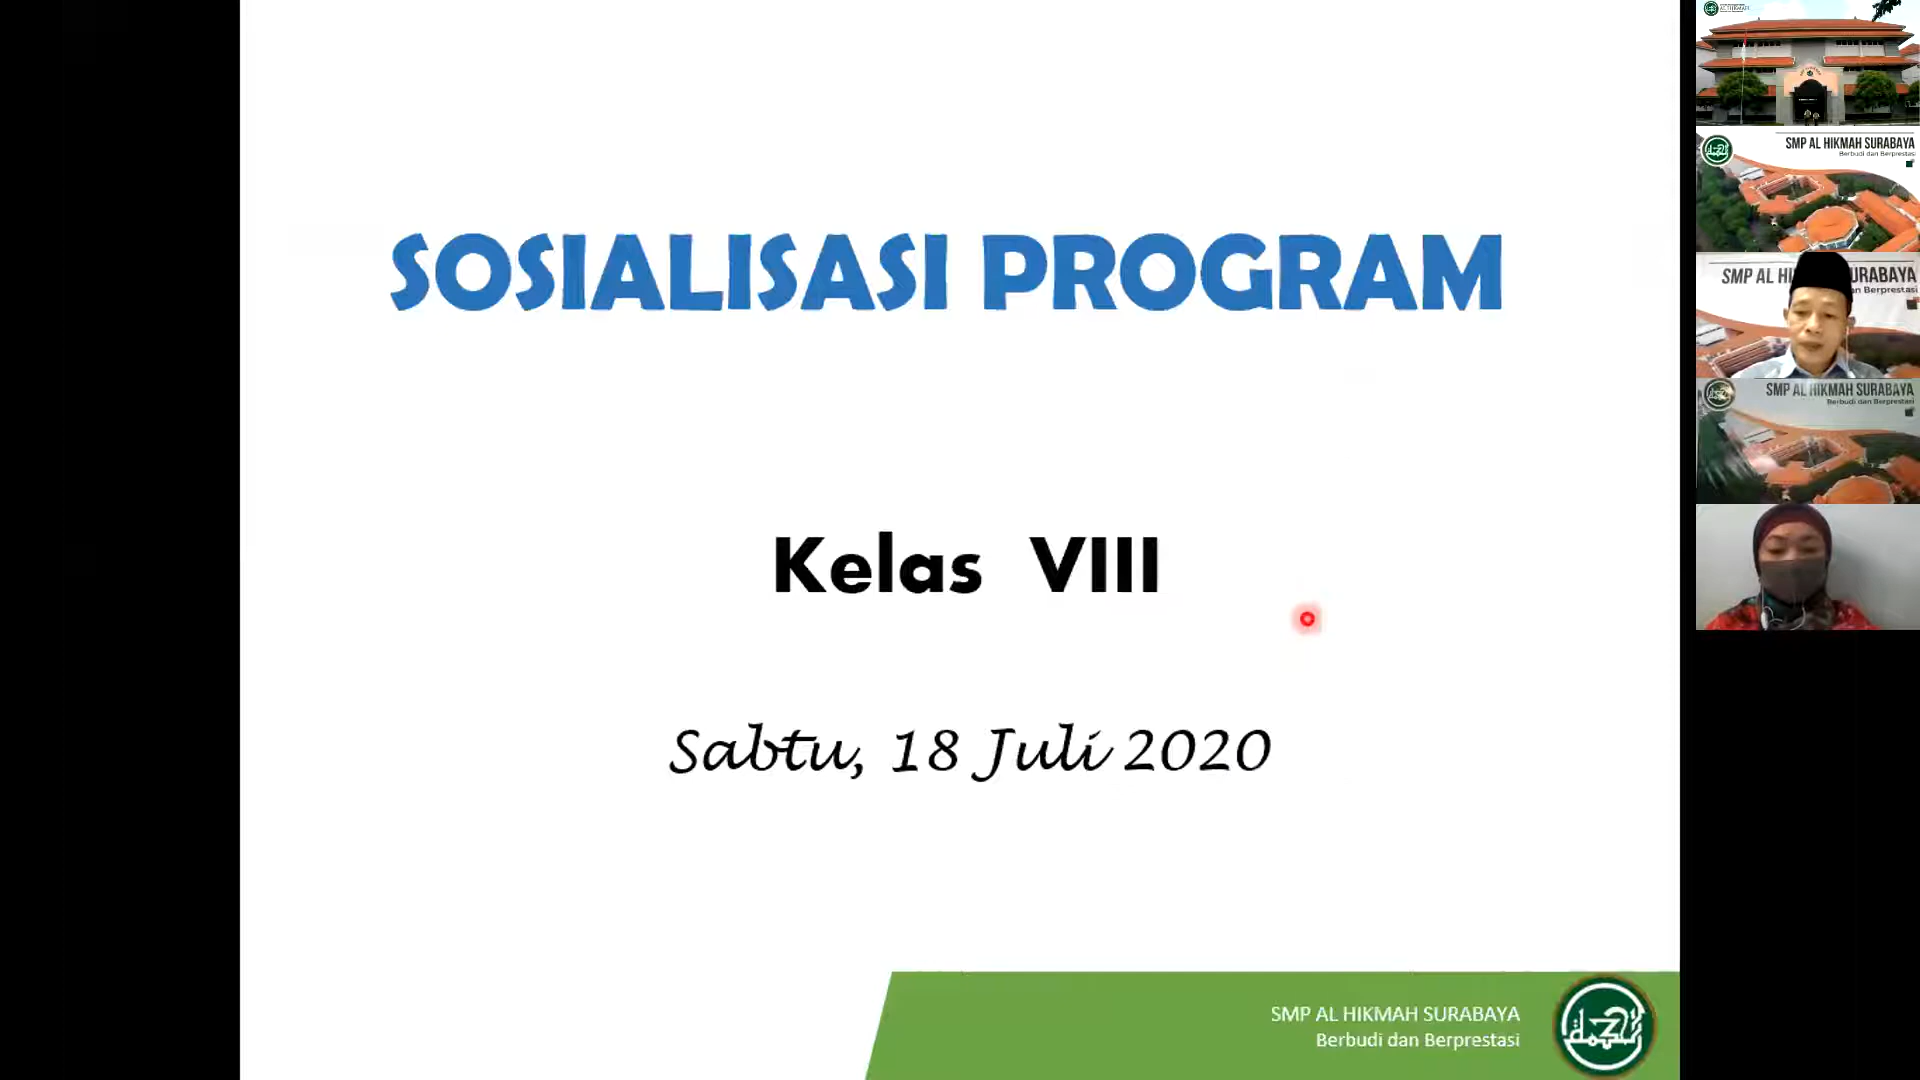 SOSIALISASI PROGRAM
Kelas VIII
Sabtu, 18 Juli 2020
SMP AL HIKMAH SURABAYA
Berbudi dan Berprestasi
SMP AL HIKMAH SURABAYA
Berbudi dan Berprestasi
SMP AL HI URABAYA
an Berprestasi
SMP AL HIKMAH SURABAYA
Berbudi dan Berprestasi